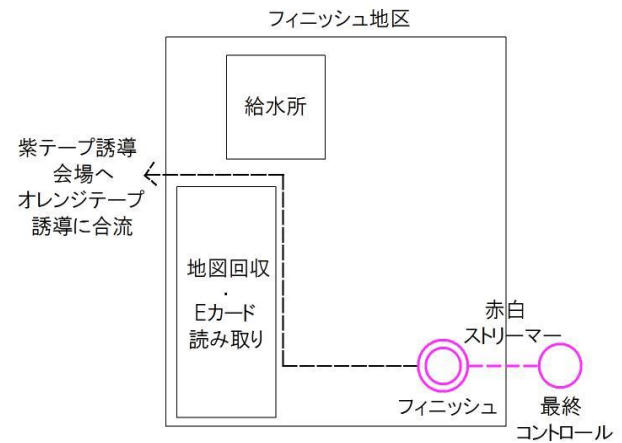 フィニッシュ地区
給水所
紫テープ誘導
会場へ
オレンジテープ
誘導に合流
地図回収
・
Eカード
読み取り
赤白
ストリーマー
フィニッシュ
最終
コントロール